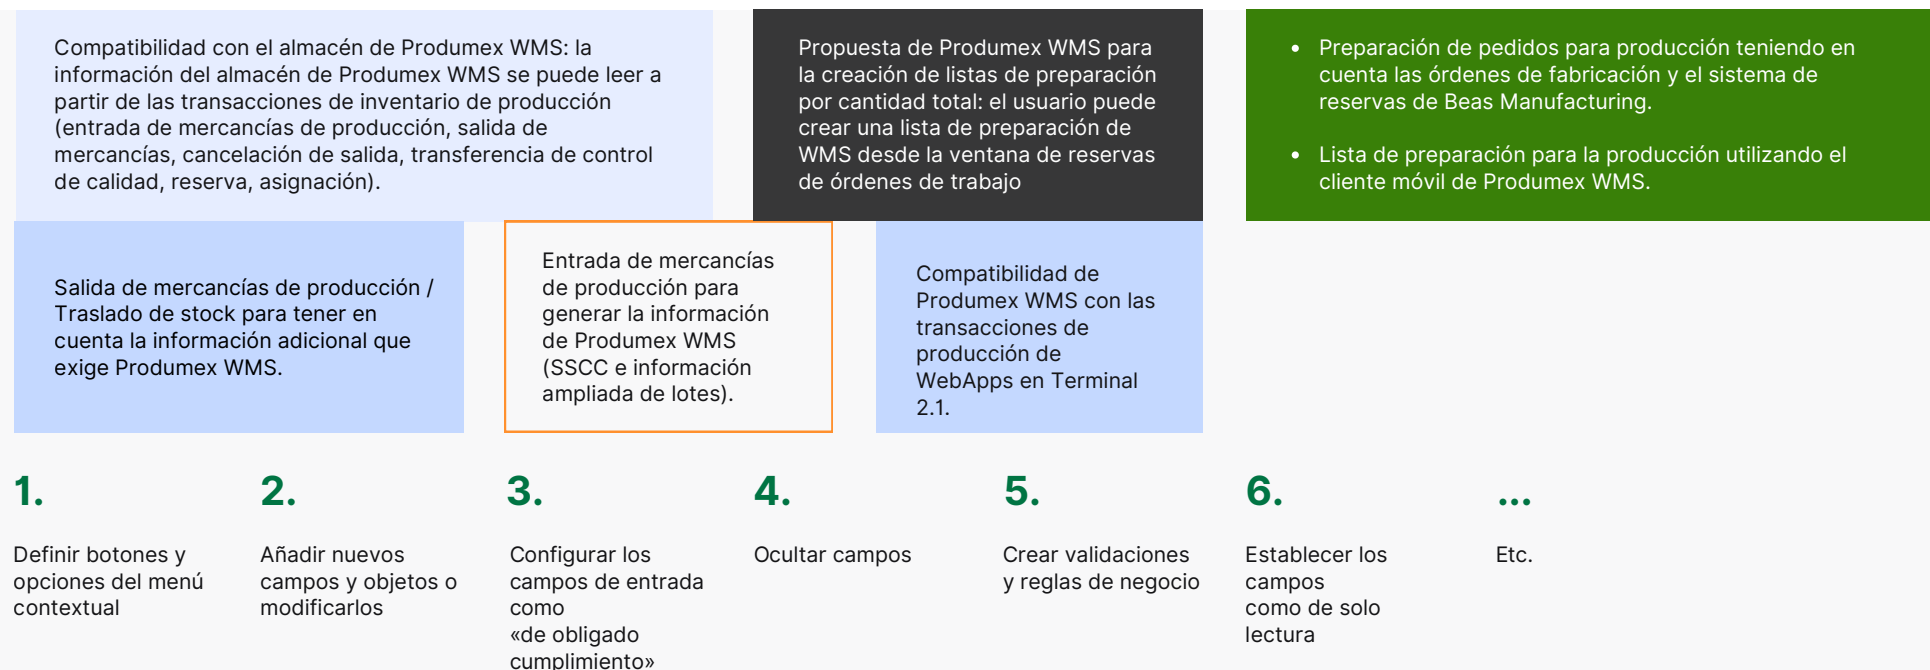 Compatibilidad con el almacén de Produmex WMS: la
información del almacén de Produmex WMS se puede leer a
partir de las transacciones de inventario de producción
(entrada de mercancías de producción, salida de
mercancías, cancelación de salida, transferencia de control
de calidad, reserva, asignación).
Propuesta de Produmex WMS para
la creación de listas de preparación
por cantidad total: el usuario puede
crear una lista de preparación de
WMS desde la ventana de reservas
de órdenes de trabajo
• Preparación de pedidos para producción teniendo en
cuenta las órdenes de fabricación y el sistema de
reservas de Beas Manufacturing.
• Lista de preparación para la producción utilizando el
cliente móvil de Produmex WMS.
Salida de mercancías de producción /
Traslado de stock para tener en
cuenta la información adicional que
exige Produmex WMS.
Entrada de mercancías
de producción para
generar la información
de Produmex WMS
(SSCC e información
ampliada de lotes).
Compatibilidad de
Produmex WMS con las
transacciones de
producción de
WebApps en Terminal
2.1.
1.
Definir botones y
opciones del menú
contextual
2.
Añadir nuevos
campos y objetos o
modificarlos
3.
Configurar los
campos de entrada
como
«de obligado
cumplimiento»
4.
Ocultar campos
5.
Crear validaciones
y reglas de negocio
6.
Establecer los
campos
como de solo
lectura
...
Etc.